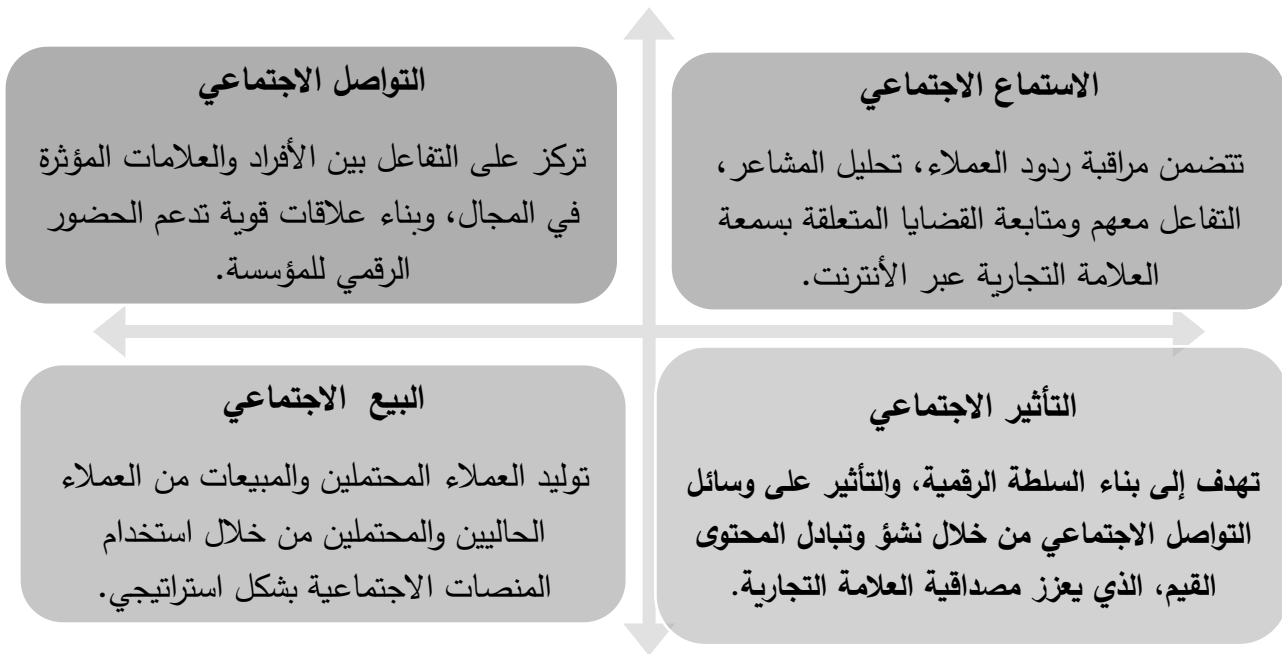 الاستماع الاجتماعي
تتضمن مراقبة ردود العملاء، تحليل المشاعر،
التفاعل معهم ومتابعة القضايا المتعلقة بسمعة
العلامة التجارية عبر الأنترنت.
التواصل الاجتماعي
تركز على التفاعل بين الأفراد والعلامات المؤثرة
في المجال، وبناء علاقات قوية تدعم الحضور
الرقمي للمؤسسة.
التأثير الاجتماعي
تهدف إلى بناء السلطة الرقمية، والتأثير على وسائل
التواصل الاجتماعي من خلال نشؤ وتبادل المحتوى
القيم، الذي يعزز مصداقية العلامة التجارية.
البيع الاجتماعي
توليد العملاء المحتملين والمبيعات من العملاء
الحاليين والمحتملين من خلال استخدام
المنصات الاجتماعية بشكل استراتيجي.